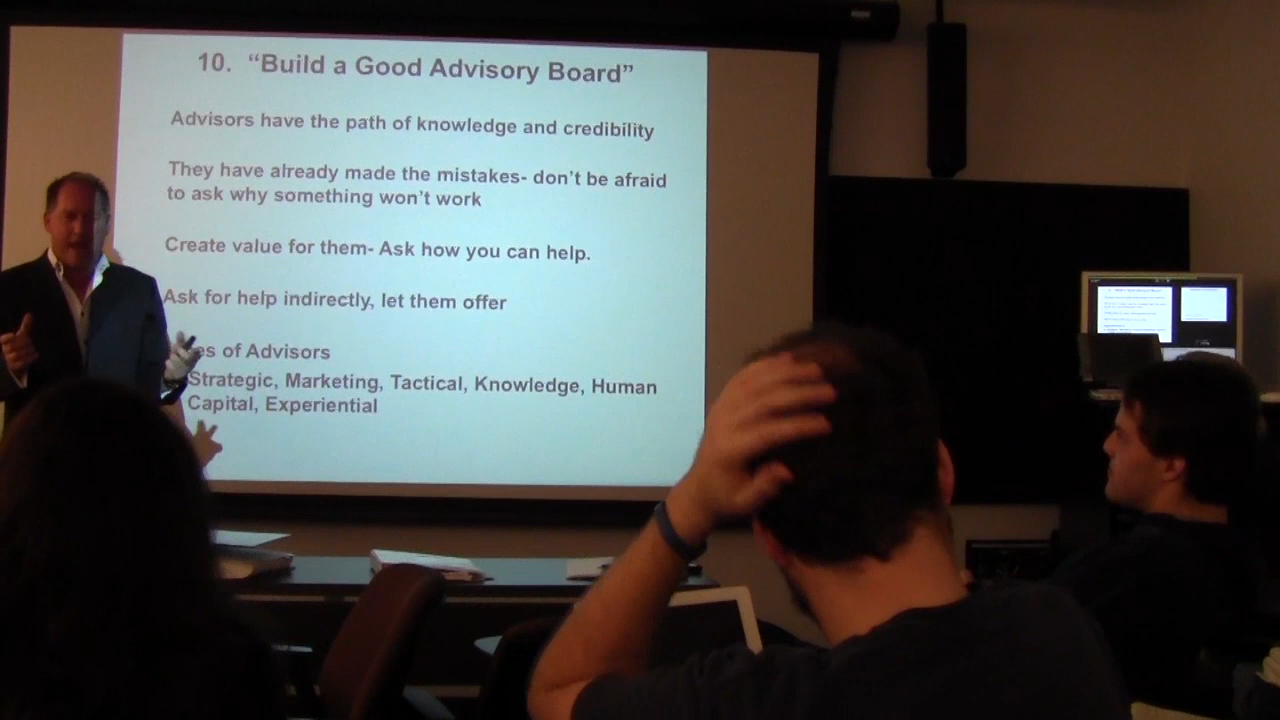 10. “Build a Good Advisory Board”
Advisors have the path of knowledge and credibility
They have already made the mistakes- don’t be afraid
to ask why something won’t work
Create value for them- Ask how you can help.
Ask for help indirectly, let them offer
of Advisors
Strategic, Marketing, Tactical, Knowledge, Human
Capital, Experiential